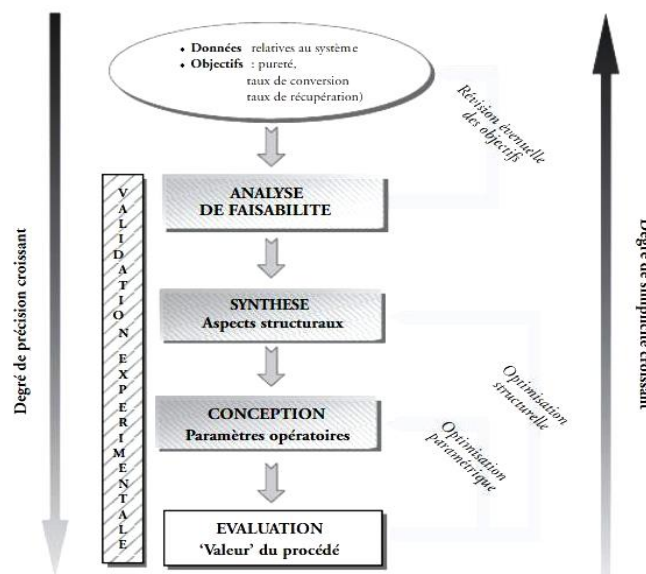 • Données relatives au système
• Objectifs : pureté,
taux de conversion
taux de récupération)
Révision éventuelle
des objectifs
ANALYSE
DE FAISABILITE
SYNTHESE
Aspects structuraux
CONCEPTION
Paramètres opératoires
EVALUATION
‘Valeur’ du procédé
VALIDATION EXPERIMENTALE
Degré de précision croissant
Optimisation
structurelle
Optimisation
paramétrique
Degré de simplicité croissant